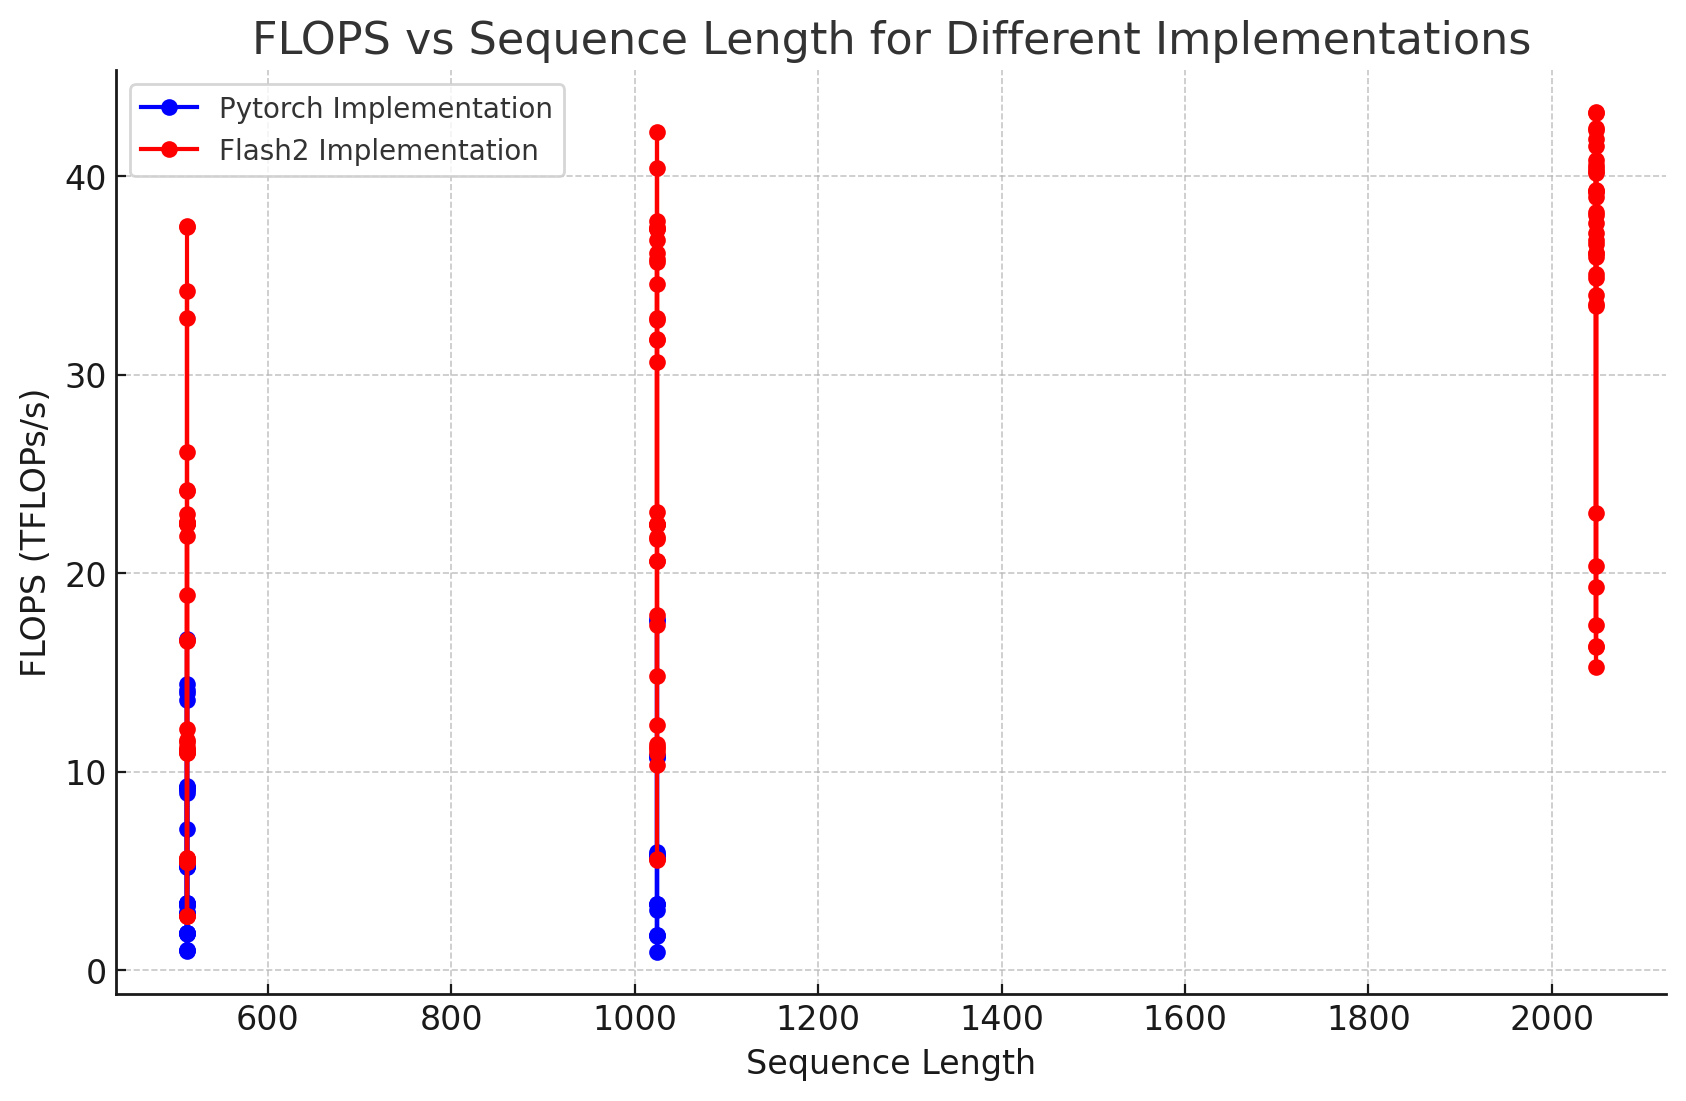 FLOPS vs Sequence Length for Different Implementations
Pytorch Implementation
Flash2 Implementation
FLOPS (TFLOPs/s)
40
30
20
10
0
600 800 1000 1200 1400 1600 1800 2000
Sequence Length